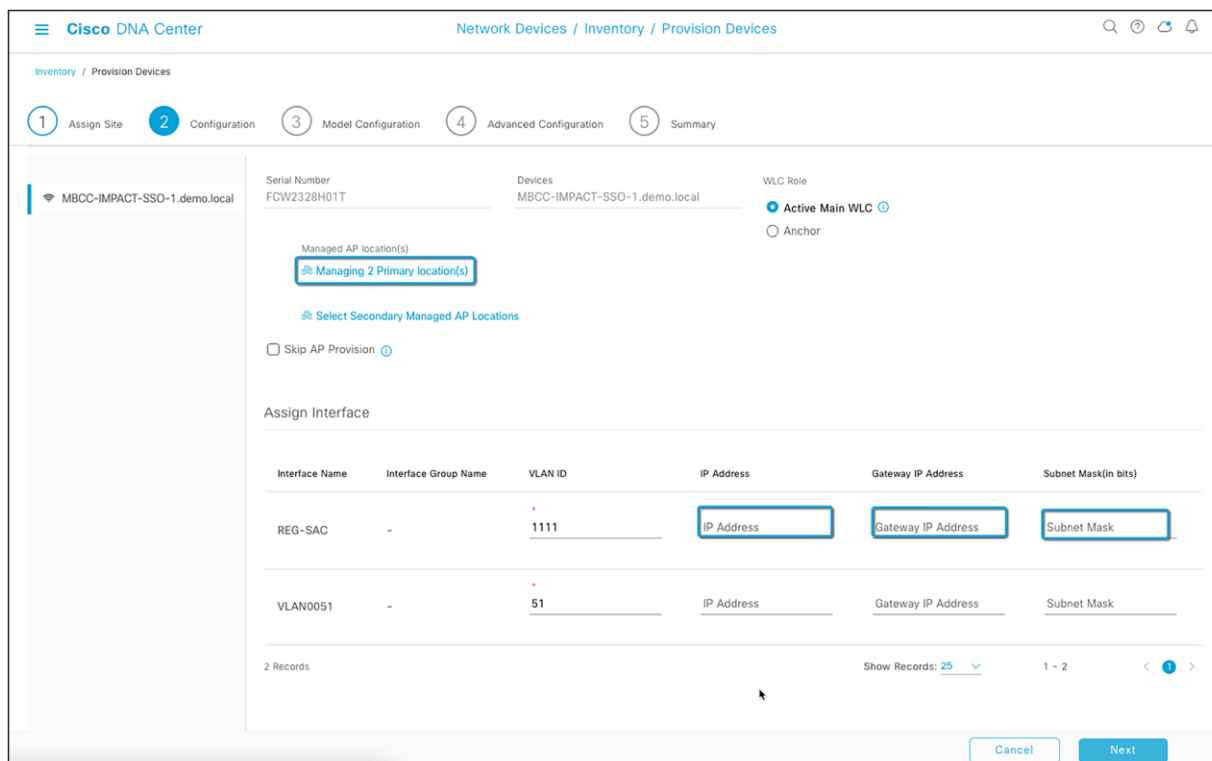 Cisco DNA Center
Network Devices / Inventory / Provision Devices
Inventory / Provision Devices
1 Assign Site 2 Configuration 3 Model Configuration 4 Advanced Configuration 5 Summary
MBCC-IMPACT-SSO-1.demo.local
Serial Number Devices WLC Role
FCW2328H01T MBCC-IMPACT-SSO-1.demo.local
Active Main WLC
Anchor
Managed AP location(s)
Managing 2 Primary location(s)
Select Secondary Managed AP Locations
Skip AP Provision
Assign Interface
Interface Name Interface Group Name VLAN ID IP Address Gateway IP Address Subnet Mask(in bits)
*
REG-SAC - 1111 IP Address Gateway IP Address Subnet Mask
*
VLAN0051 - 51 IP Address Gateway IP Address Subnet Mask
2 Records Show Records: 25 1 - 2 < 1 >
Cancel Next